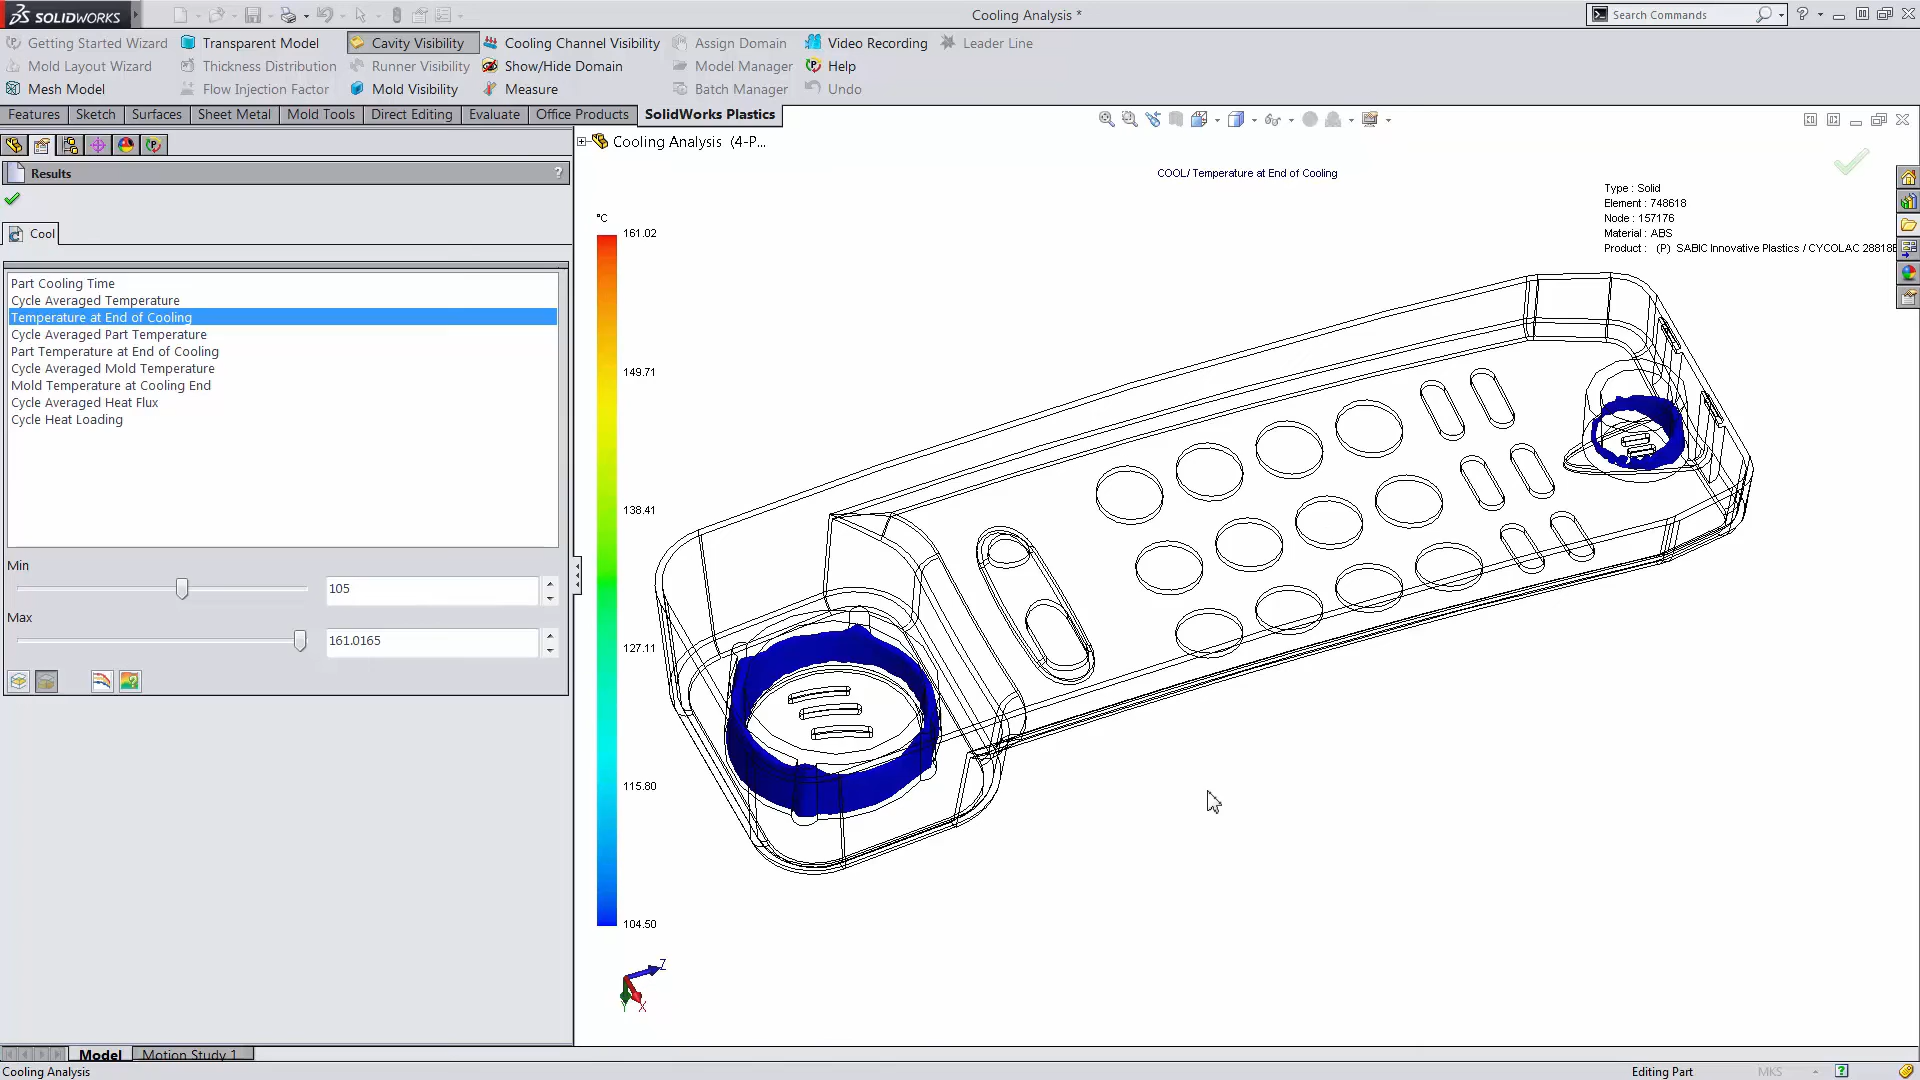 SOLIDWORKS
Cooling Analysis *
Search Commands
Getting Started Wizard
Transparent Model
Cavity Visibility
Cooling Channel Visibility
Assign Domain
Video Recording
Leader Line
Mold Layout Wizard
Thickness Distribution
Runner Visibility
Show/Hide Domain
Model Manager
Help
Mesh Model
Flow Injection Factor
Mold Visibility
Measure
Batch Manager
Undo
Features
Sketch
Surfaces
Sheet Metal
Mold Tools
Direct Editing
Evaluate
Office Products
SolidWorks Plastics
Cooling Analysis (4-P...
Results
?
Cool
Part Cooling Time
Cycle Averaged Temperature
Temperature at End of Cooling
Cycle Averaged Part Temperature
Part Temperature at End of Cooling
Cycle Averaged Mold Temperature
Mold Temperature at Cooling End
Cycle Averaged Heat Flux
Cycle Heat Loading
Min
105
Max
161.0165
COOL/ Temperature at End of Cooling
Type : Solid
Element : 748618
Node : 157176
Material : ABS
Product : (P) SABIC Innovative Plastics / CYCOLAC 28818E
°C
161.02
149.71
138.41
127.11
115.80
104.50
Z
Y
X
Model
Motion Study 1
Cooling Analysis
Editing Part
MKS